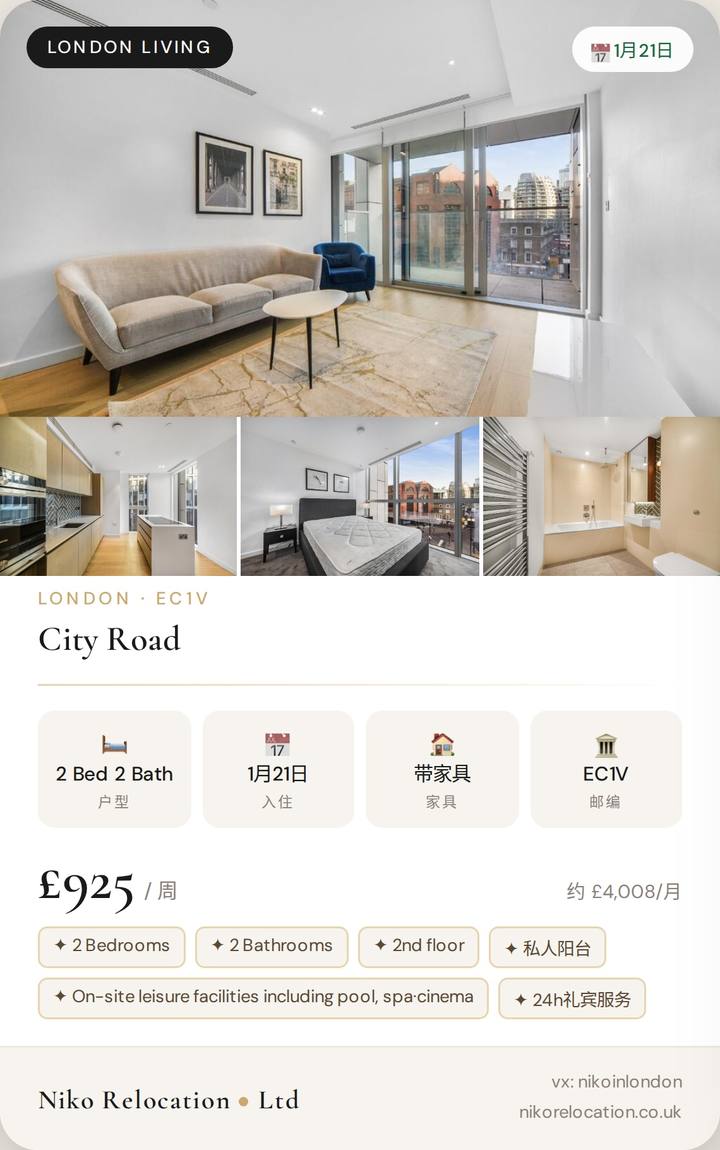 LONDON LIVING
1月21日
LONDON · EC1V
City Road
2 Bed 2 Bath
户型
17
1月21日
入住
带家具
家具
EC1V
邮编
£925 / 周
约 £4,008/月
✦ 2 Bedrooms
✦ 2 Bathrooms
✦ 2nd floor
✦ 私人阳台
✦ On-site leisure facilities including pool, spa·cinema
✦ 24h礼宾服务
Niko Relocation • Ltd
vx: nikoinlondon
nikorelocation.co.uk